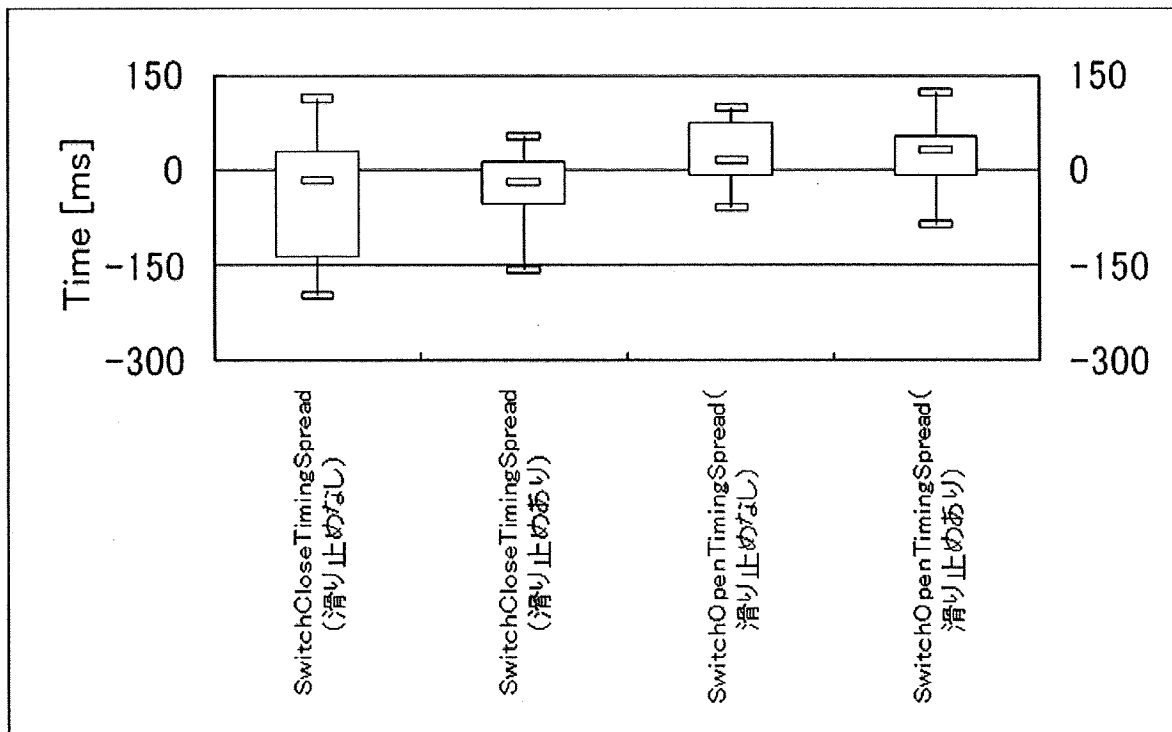 Time [ms]
150
0
-150
-300
150
0
-150
-300
SwitchCloseTimingSpread
(滑り止めなし)
SwitchCloseTimingSpread
(滑り止めあり)
SwitchOpenTimingSpread(
滑り止めなし)
SwitchOpenTimingSpread(
滑り止めあり)